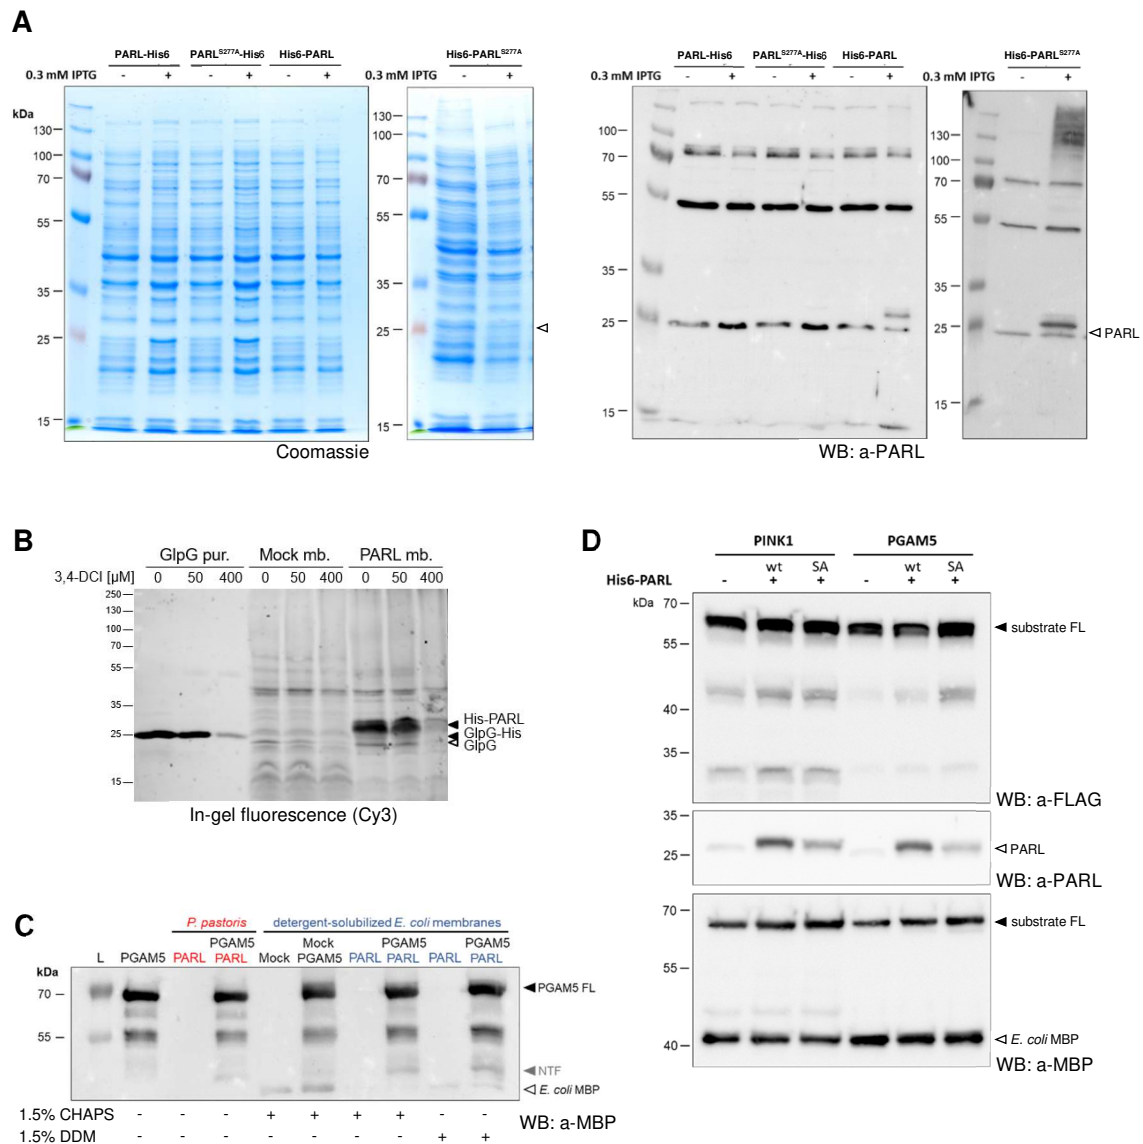 A
PARL-His6 PARLS277A-His6 His6-PARL
0.3 mM IPTG - + - + - +
kDa
130
100
70
55
35
25
15
His6-PARLS277A
0.3 mM IPTG - +
130
100
70
55
35
25
15
Coomassie
PARL-His6 PARLS277A-His6 His6-PARL
0.3 mM IPTG - + - + - +
100
70
55
35
25
15
His6-PARLS277A
0.3 mM IPTG - +
130
100
70
55
35
25
15
PARL
WB: a-PARL
B
GlpG pur. Mock mb. PARL mb.
3,4-DCI [µM] 0 50 400 0 50 400 0 50 400
250
130
100
70
55
35
25
15
His-PARL
GlpG-His
GlpG
In-gel fluorescence (Cy3)
C
P. pastoris detergent-solubilized E. coli membranes
PGAM5 Mock PGAM5 PGAM5
L PGAM5 PARL PARL Mock PGAM5 PARL PARL PARL PARL
kDa
70
55
PGAM5 FL
NTF
E. coli MBP
1.5% CHAPS - - - + + + + - -
1.5% DDM - - - - - - - + +
WB: a-MBP
D
PINK1 PGAM5
wt SA wt SA
His6-PARL - + + - + +
kDa
70
55
40
35
substrate FL
WB: a-FLAG
35
25
PARL
WB: a-PARL
70
55
40
substrate FL
E. coli MBP
WB: a-MBP